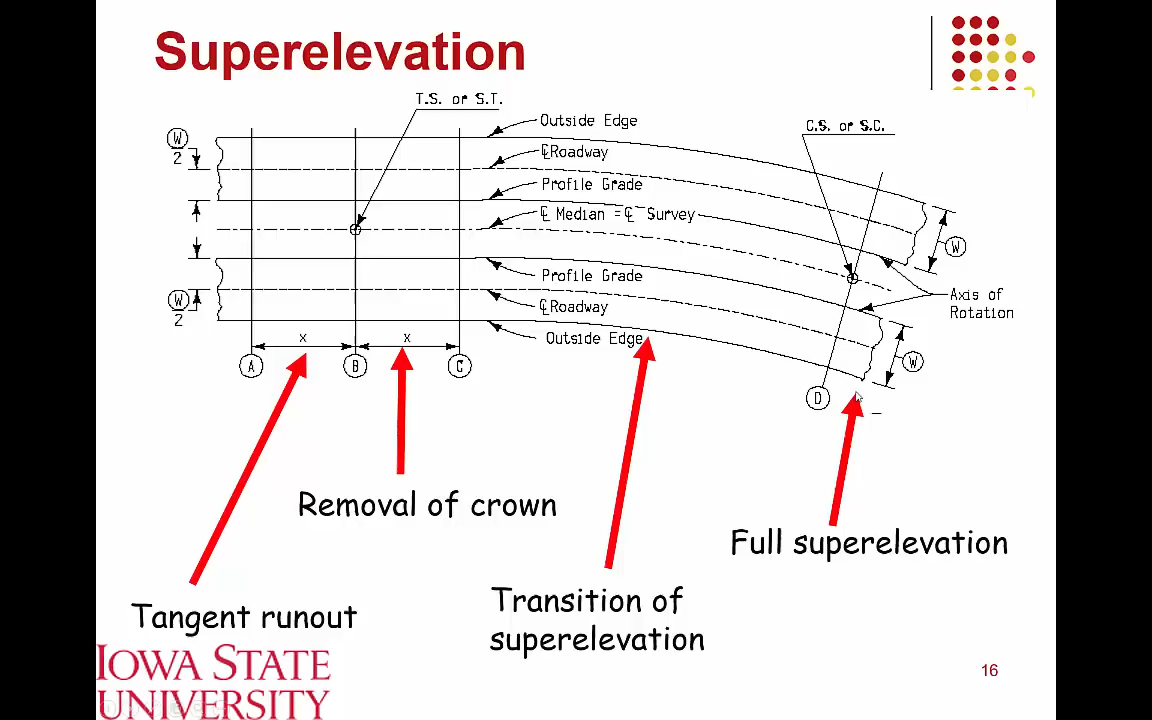 Superelevation
T.S. or S.T.
Outside Edge
C.S. or S.C.
W
2
℄ Roadway
Profile Grade
℄ Median = ℄ Survey
W
Profile Grade
Axis of
Rotation
W
2
℄ Roadway
x
x
Outside Edge
W
A
B
C
D
Removal of crown
Full superelevation
Transition of
superelevation
Tangent runout
IOWA STATE
UNIVERSITY
16